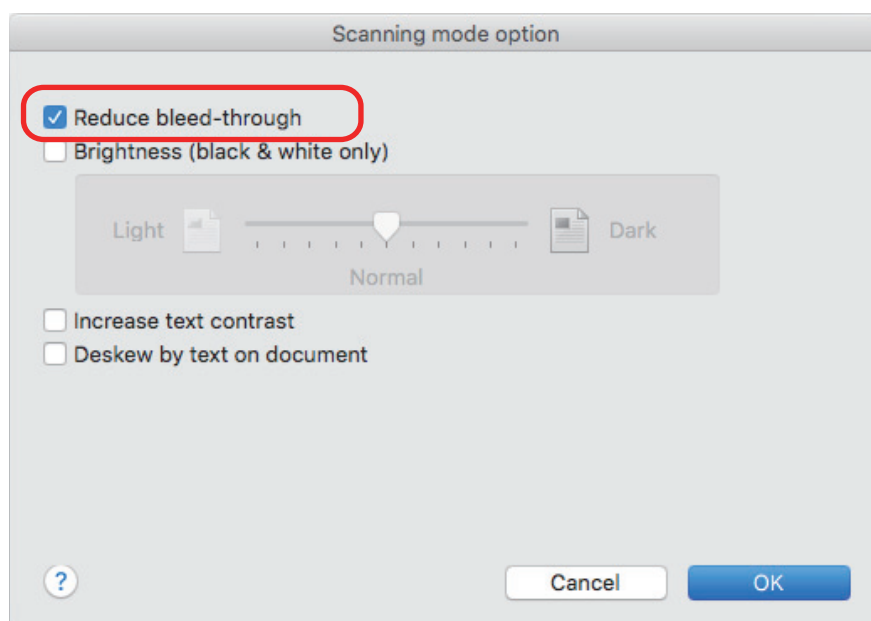 Scanning mode option
Reduce bleed-through
Brightness (black & white only)
Light Dark
Normal
Increase text contrast
Deskew by text on document
? Cancel OK